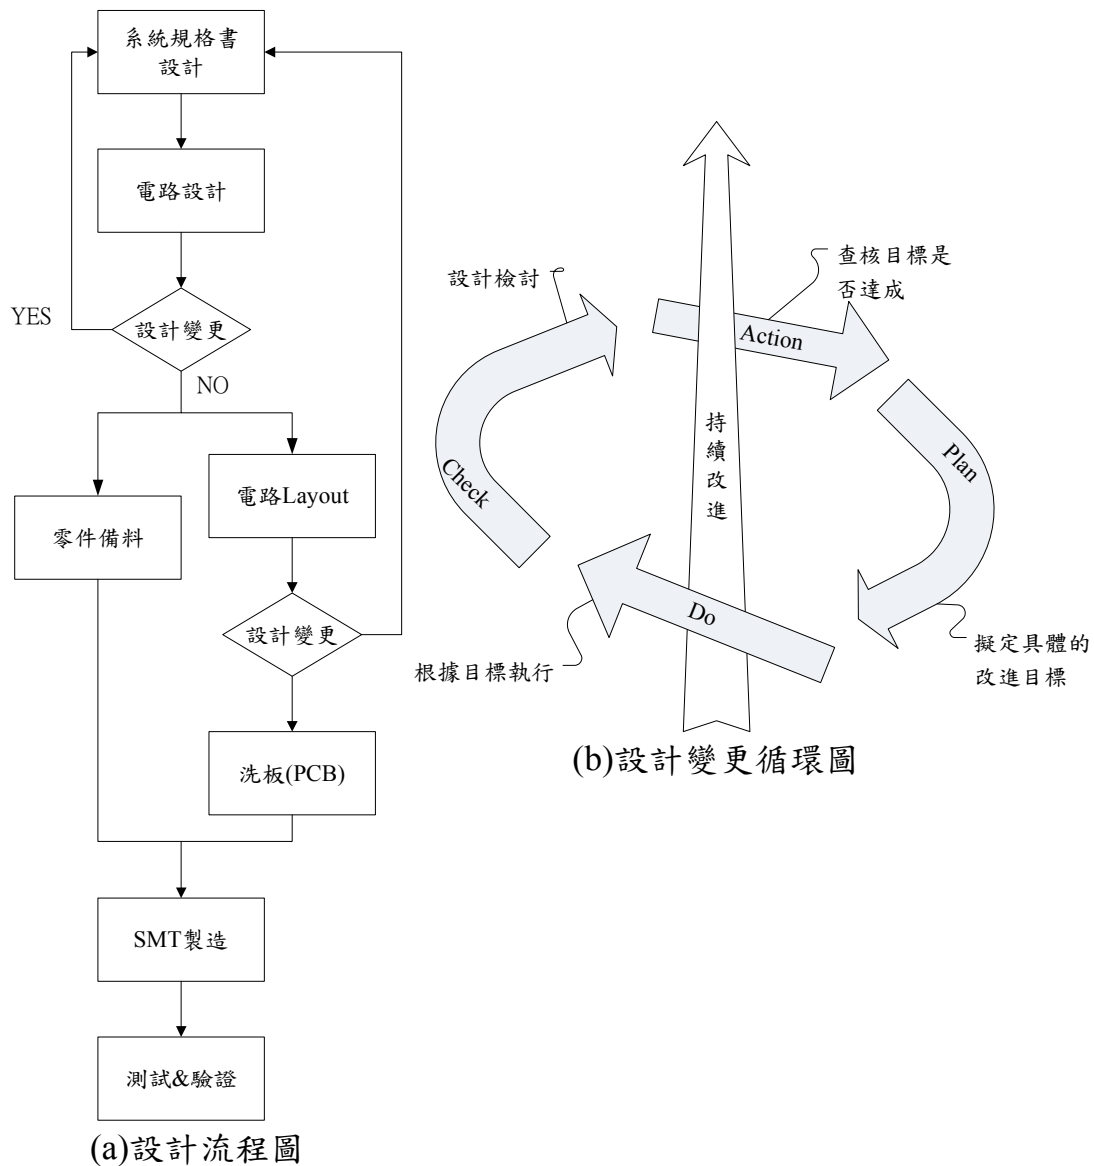 系統規格書
設計
電路設計
YES
設計變更
NO
電路Layout
零件備料
設計變更
洗板(PCB)
SMT製造
測試&驗證
(a)設計流程圖
設計檢討
查核目標是
否達成
Action
持
續
改
進
Plan
Check
Do
根據目標執行
擬定具體的
改進目標
(b)設計變更循環圖